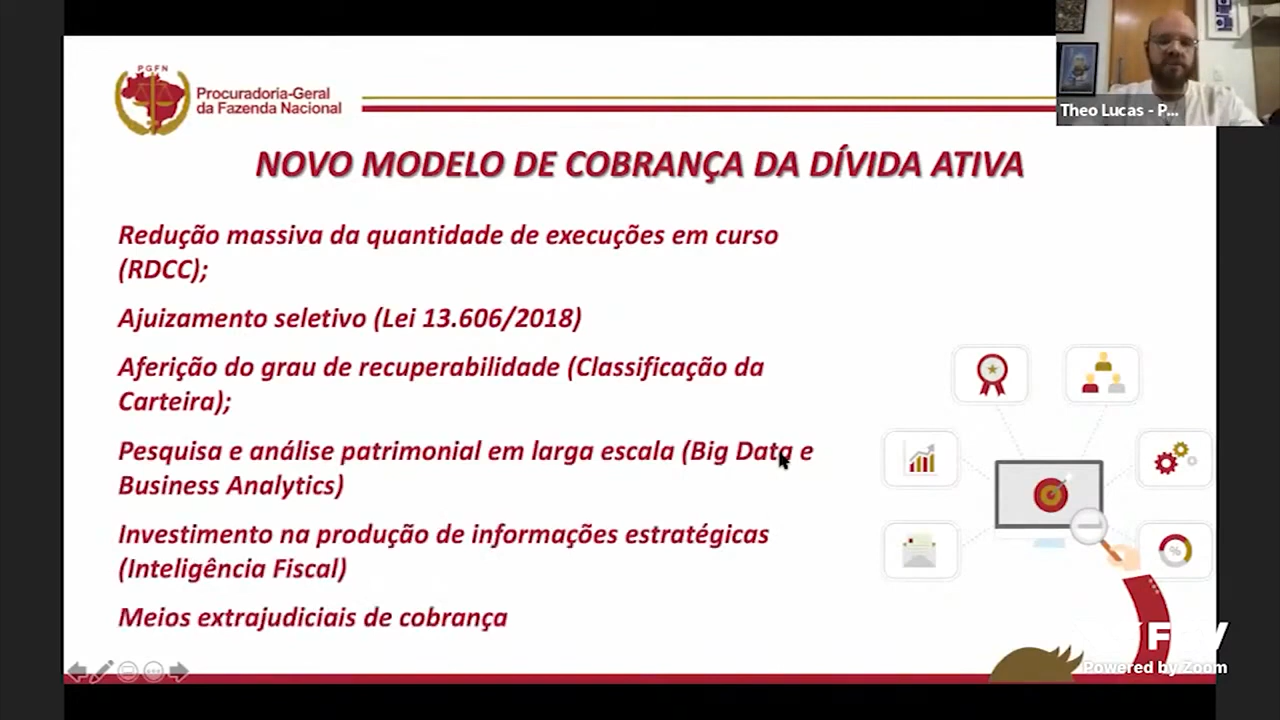 PGFN
Procuradoria-Geral
da Fazenda Nacional
Theo Lucas - P...
NOVO MODELO DE COBRANÇA DA DÍVIDA ATIVA
Redução massiva da quantidade de execuções em curso
(RDCC);
Ajuizamento seletivo (Lei 13.606/2018)
Aferição do grau de recuperabilidade (Classificação da
Carteira);
Pesquisa e análise patrimonial em larga escala (Big Data e
Business Analytics)
Investimento na produção de informações estratégicas
(Inteligência Fiscal)
Meios extrajudiciais de cobrança
%
Powered by Zoom